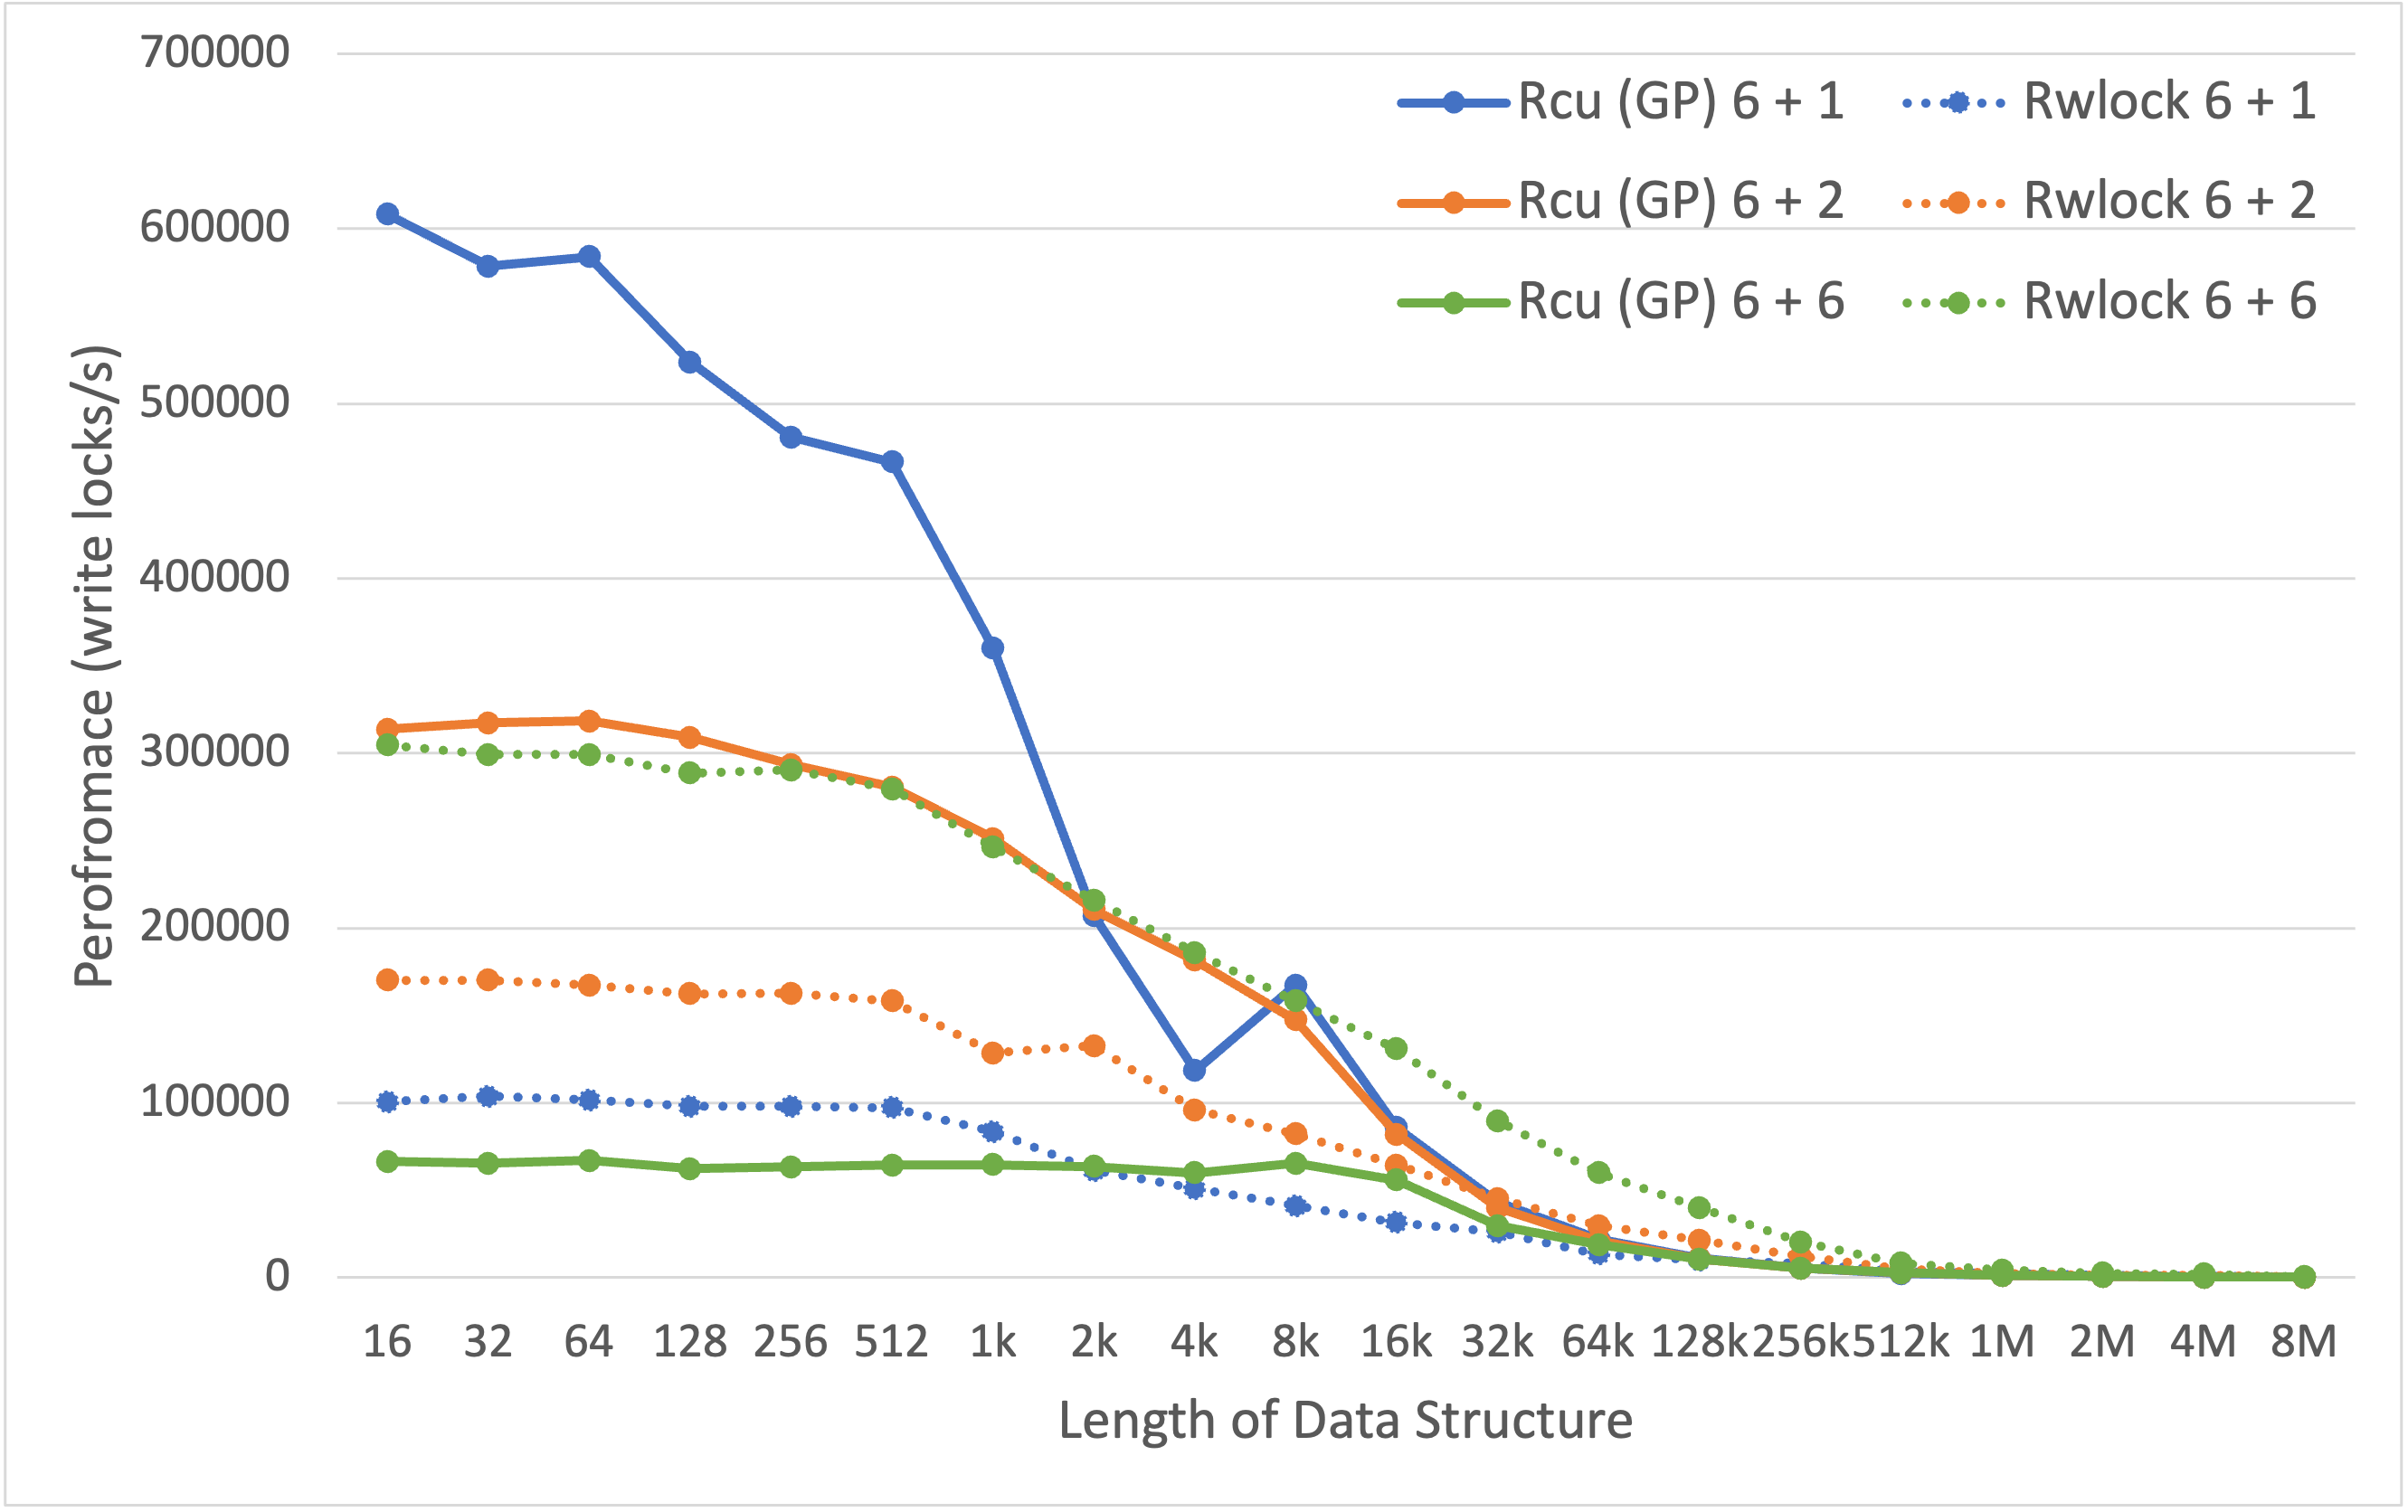 700000
600000
500000
400000
300000
200000
100000
0
Perofromace (write locks/s)
Rcu (GP) 6 + 1 Rwlock 6 + 1
Rcu (GP) 6 + 2 Rwlock 6 + 2
Rcu (GP) 6 + 6 Rwlock 6 + 6
16 32 64 128 256 512 1k 2k 4k 8k 16k 32k 64k 128k 256k 512k 1M 2M 4M 8M
Length of Data Structure